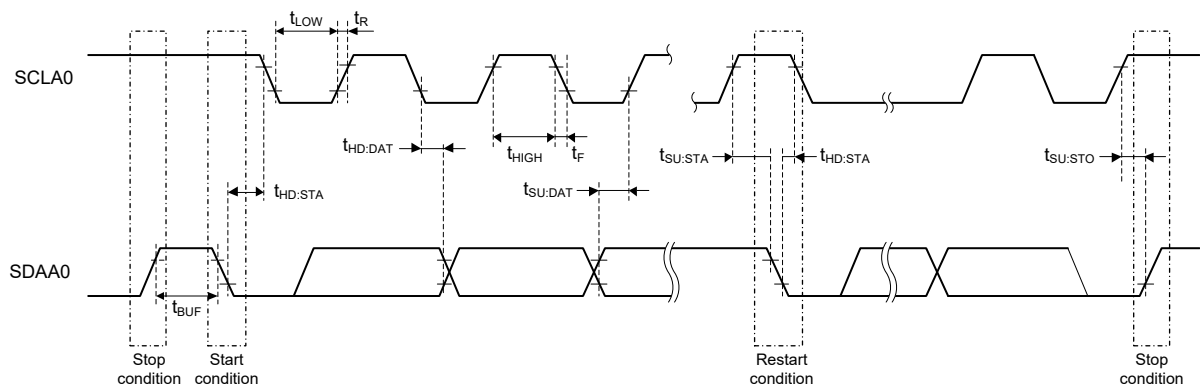 tLOW
tR
SCLA0
tHD:DAT
tHIGH
tF
tSU:STA
tHD:STA
tSU:STO
tHD:STA
tSU:DAT
SDAA0
tBUF
Stop
condition
Start
condition
Restart
condition
Stop
condition